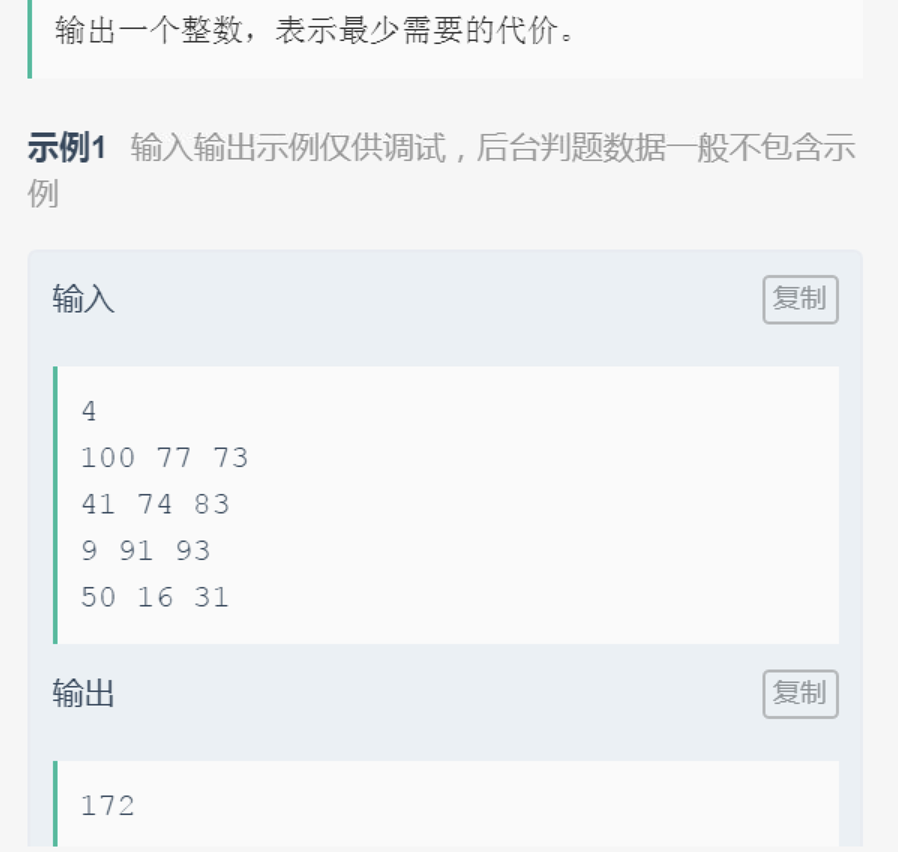 输出一个整数，表示最少需要的代价。
示例1 输入输出示例仅供调试，后台判题数据一般不包含示
例
输入
复制
4
100 77 73
41 74 83
9 91 93
50 16 31
输出
复制
172